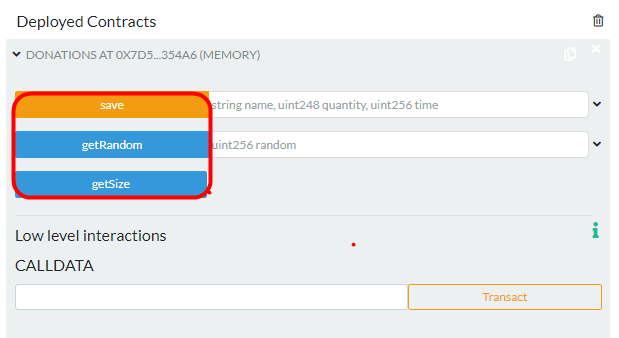 Deployed Contracts
DONATIONS AT 0X7D5...354A6 (MEMORY)
save string name, uint248 quantity, uint256 time
getRandom uint256 random
getSize
Low level interactions
CALLDATA
Transact